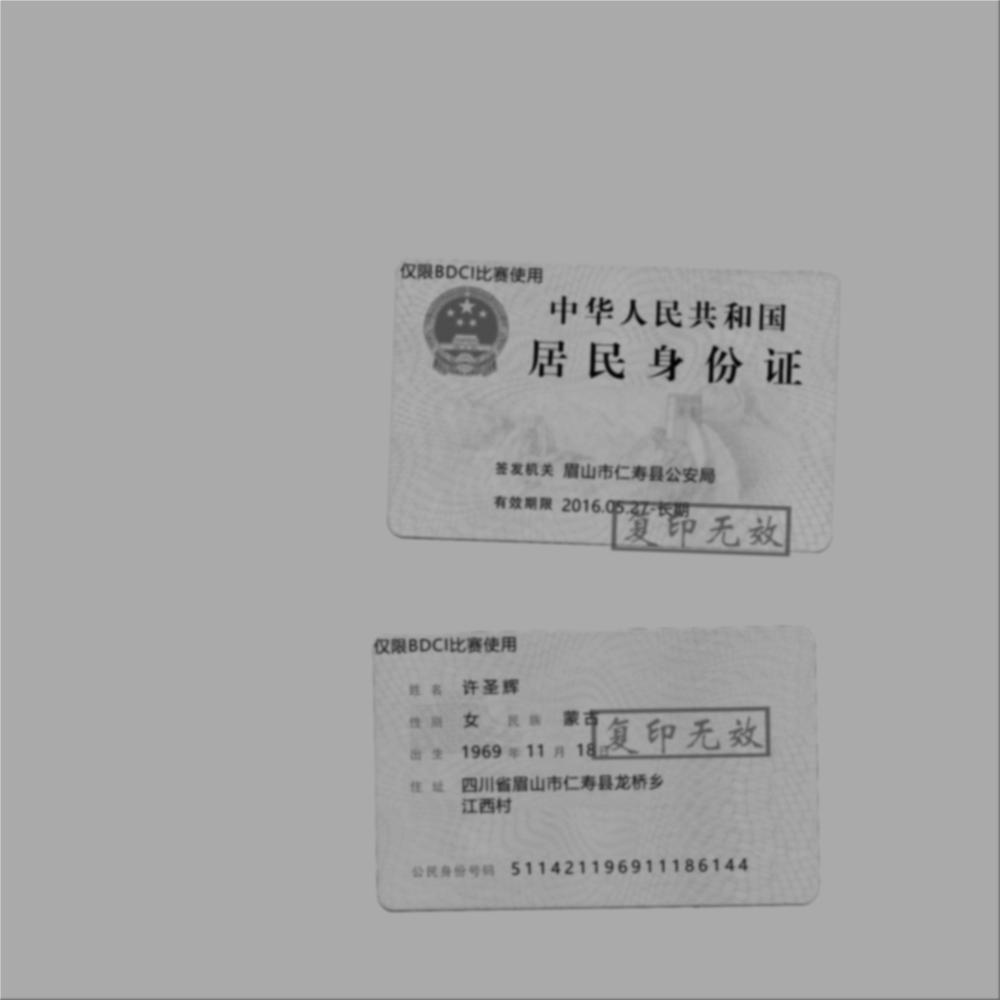 仅限BDCI比赛使用
中华人民共和国
居民身份证
签发机关 眉山市仁寿县公安局
有效期限 2016.05.27-长期
复印无效
仅限BDCI比赛使用
姓名 许圣辉
性别 女 民族 蒙古
复印无效
出生 1969 年 11 月 18 日
住址 四川省眉山市仁寿县龙桥乡
江西村
公民身份号码 511421196911186144